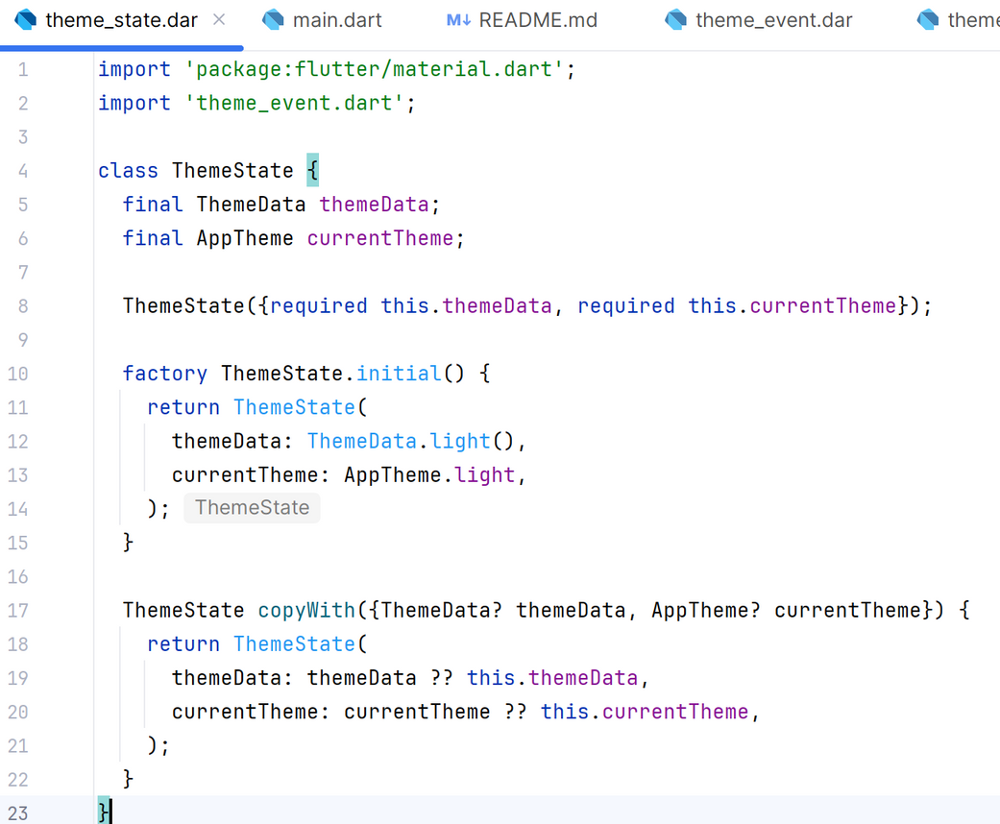 theme_state.dar × main.dart M↓ README.md theme_event.dar theme
1 import 'package:flutter/material.dart';
2 import 'theme_event.dart';
3
4 class ThemeState {
5   final ThemeData themeData;
6   final AppTheme currentTheme;
7
8   ThemeState({required this.themeData, required this.currentTheme});
9
10   factory ThemeState.initial() {
11     return ThemeState(
12       themeData: ThemeData.light(),
13       currentTheme: AppTheme.light,
14     ); ThemeState
15   }
16
17   ThemeState copyWith({ThemeData? themeData, AppTheme? currentTheme}) {
18     return ThemeState(
19       themeData: themeData ?? this.themeData,
20       currentTheme: currentTheme ?? this.currentTheme,
21     );
22   }
23 }